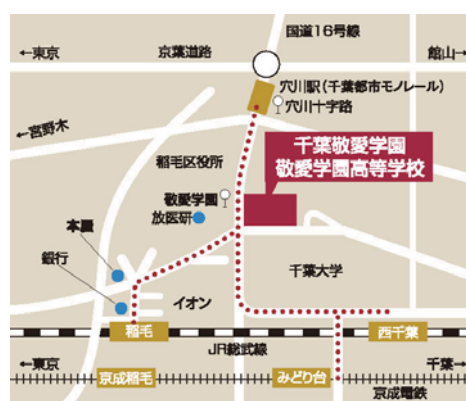 国道16号線
←東京
京葉道路
館山→
穴川駅(千葉都市モノレール)
穴川十字路
←宮野木
千葉敬愛学園
敬愛学園高等学校
稲毛区役所
敬愛学園
放医研
本屋
銀行
千葉大学
イオン
稲毛
西千葉
JR総武線
←東京
千葉→
京成稲毛
みどり台
京成電鉄